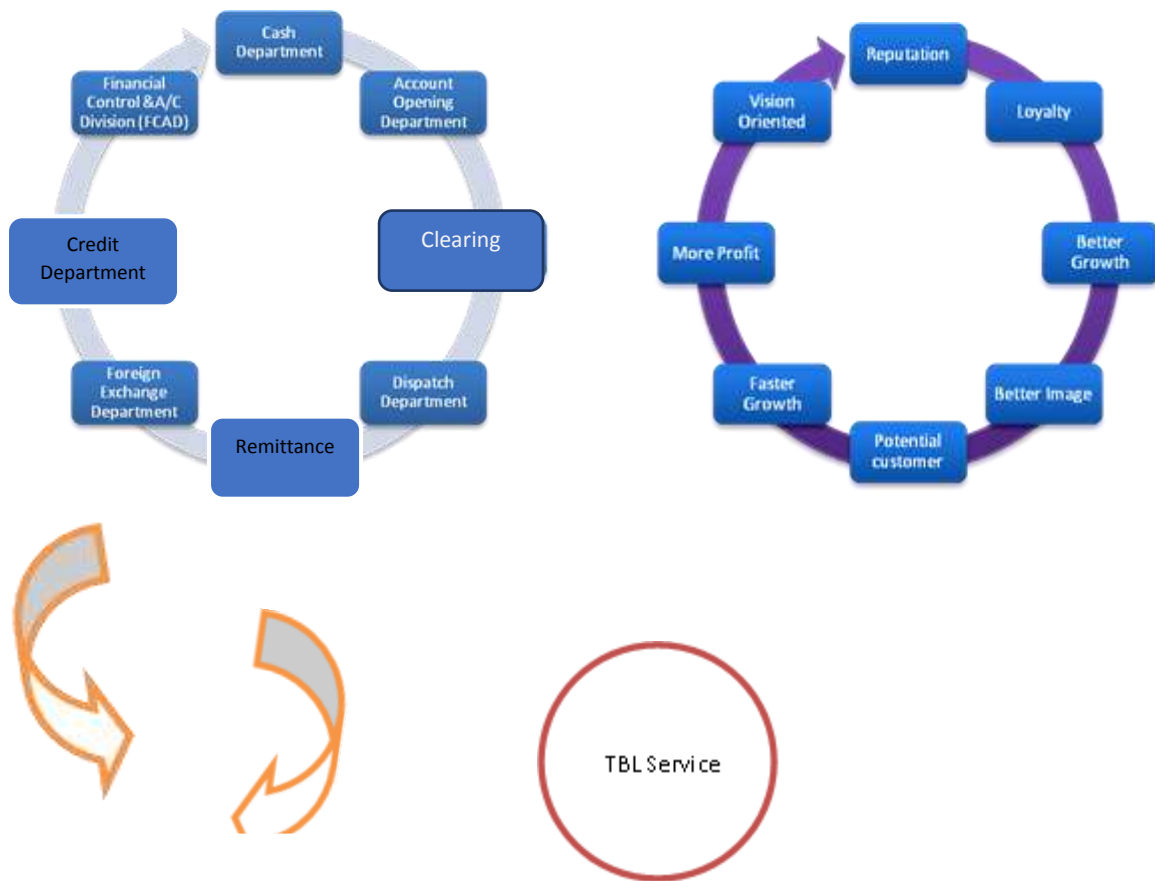 Cash
Department
Account
Opening
Department
Clearing
Dispatch
Department
Remittance
Foreign
Exchange
Department
Credit
Department
Financial
Control &A/C
Division (FCAD)
Reputation
Loyalty
Better
Growth
Better Image
Potential
customer
Faster
Growth
More Profit
Vision
Oriented
TBL Service